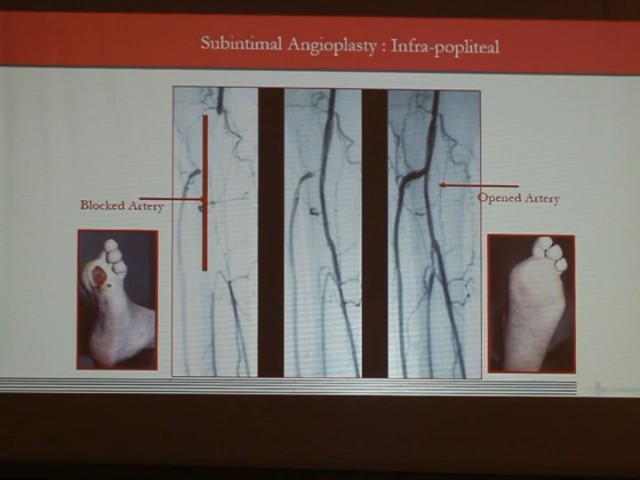 Subintimal Angioplasty : Infra-popliteal
Blocked Artery
Opened Artery